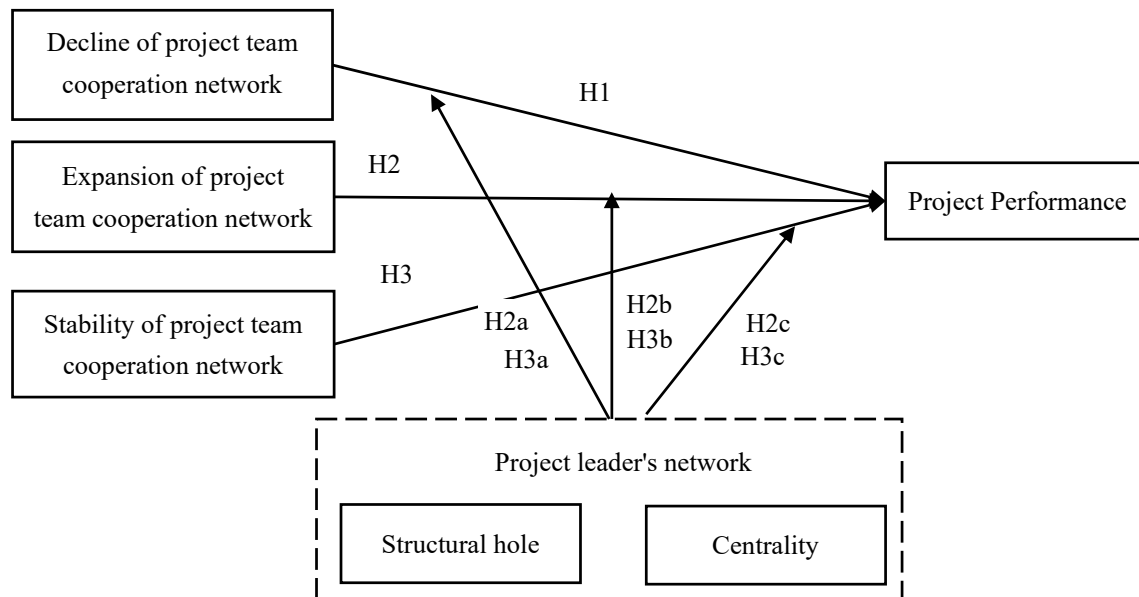 Decline of project team
cooperation network
H1
Expansion of project
team cooperation network
H2
Project Performance
H3
Stability of project team
cooperation network
H2a
H3a
H2b
H3b
H2c
H3c
Project leader's network
Structural hole
Centrality